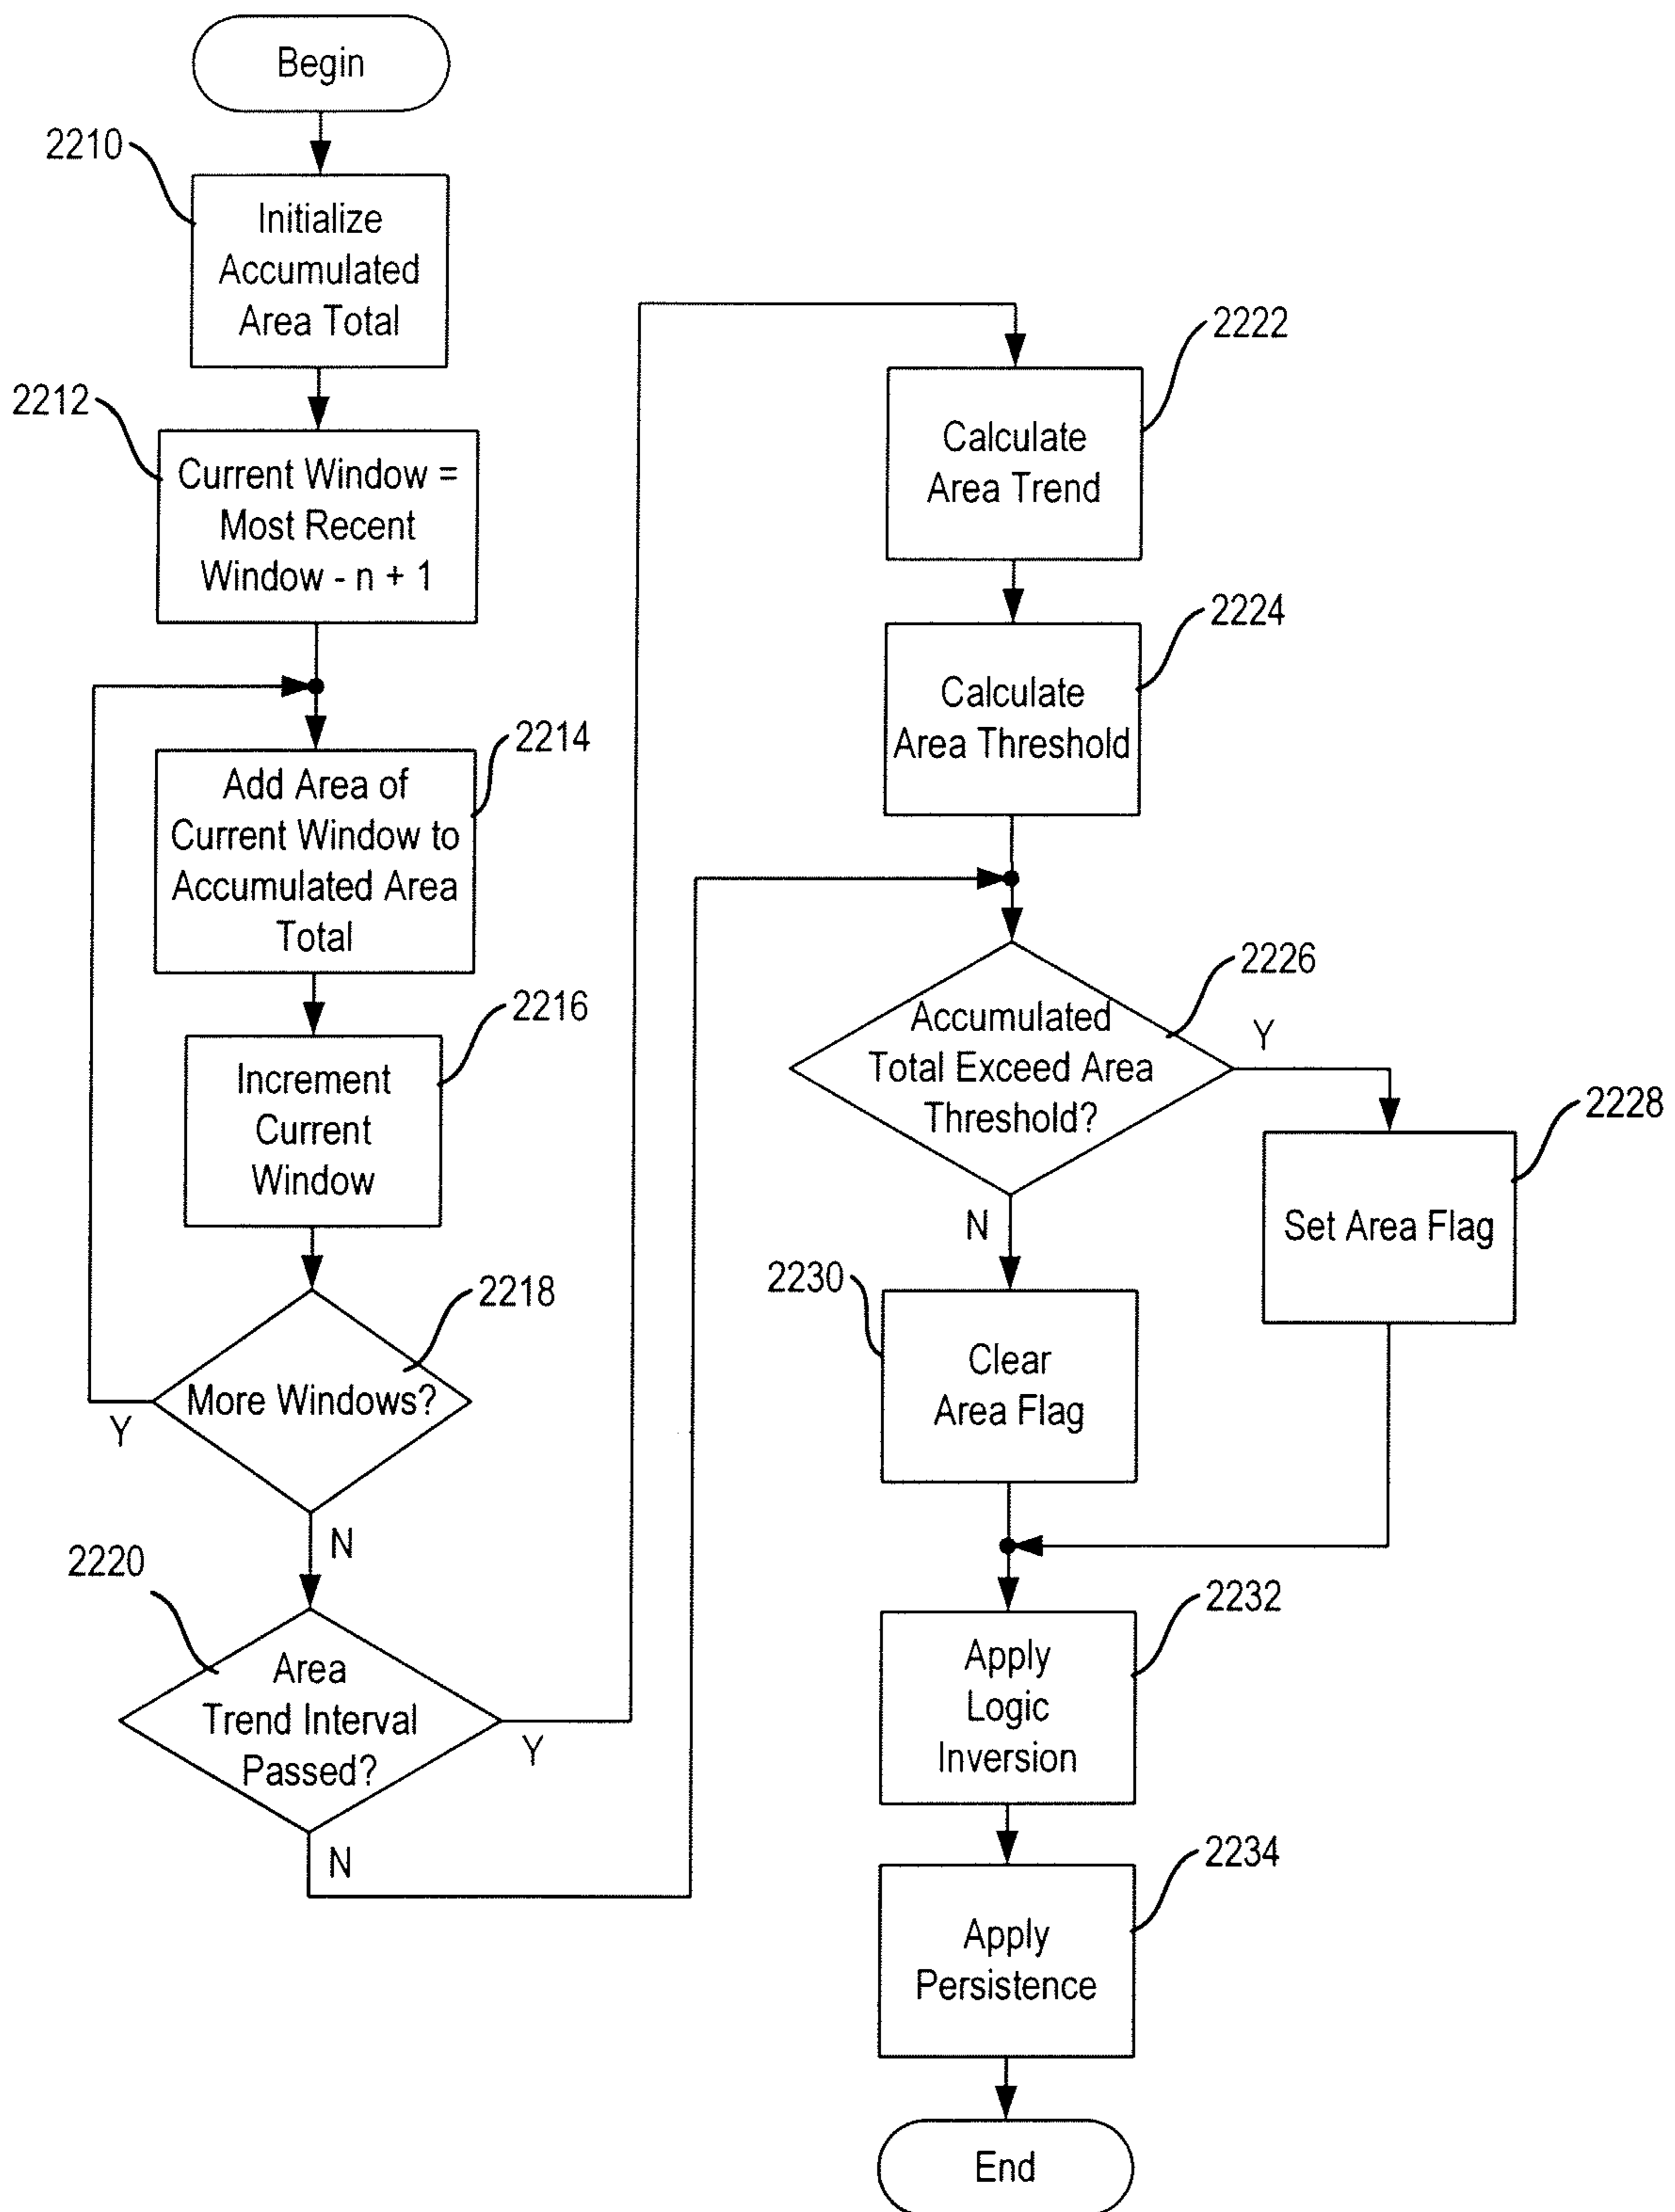 Begin
2210
Initialize
Accumulated
Area Total
2212
Current Window =
Most Recent
Window - n + 1
2214
Add Area of
Current Window to
Accumulated Area
Total
2216
Increment
Current
Window
2218
More Windows?
Y
N
2220
Area
Trend Interval
Passed?
Y
N
2222
Calculate
Area Trend
2224
Calculate
Area Threshold
2226
Accumulated
Total Exceed Area
Threshold?
Y
N
2228
Set Area Flag
2230
Clear
Area Flag
2232
Apply
Logic
Inversion
2234
Apply
Persistence
End